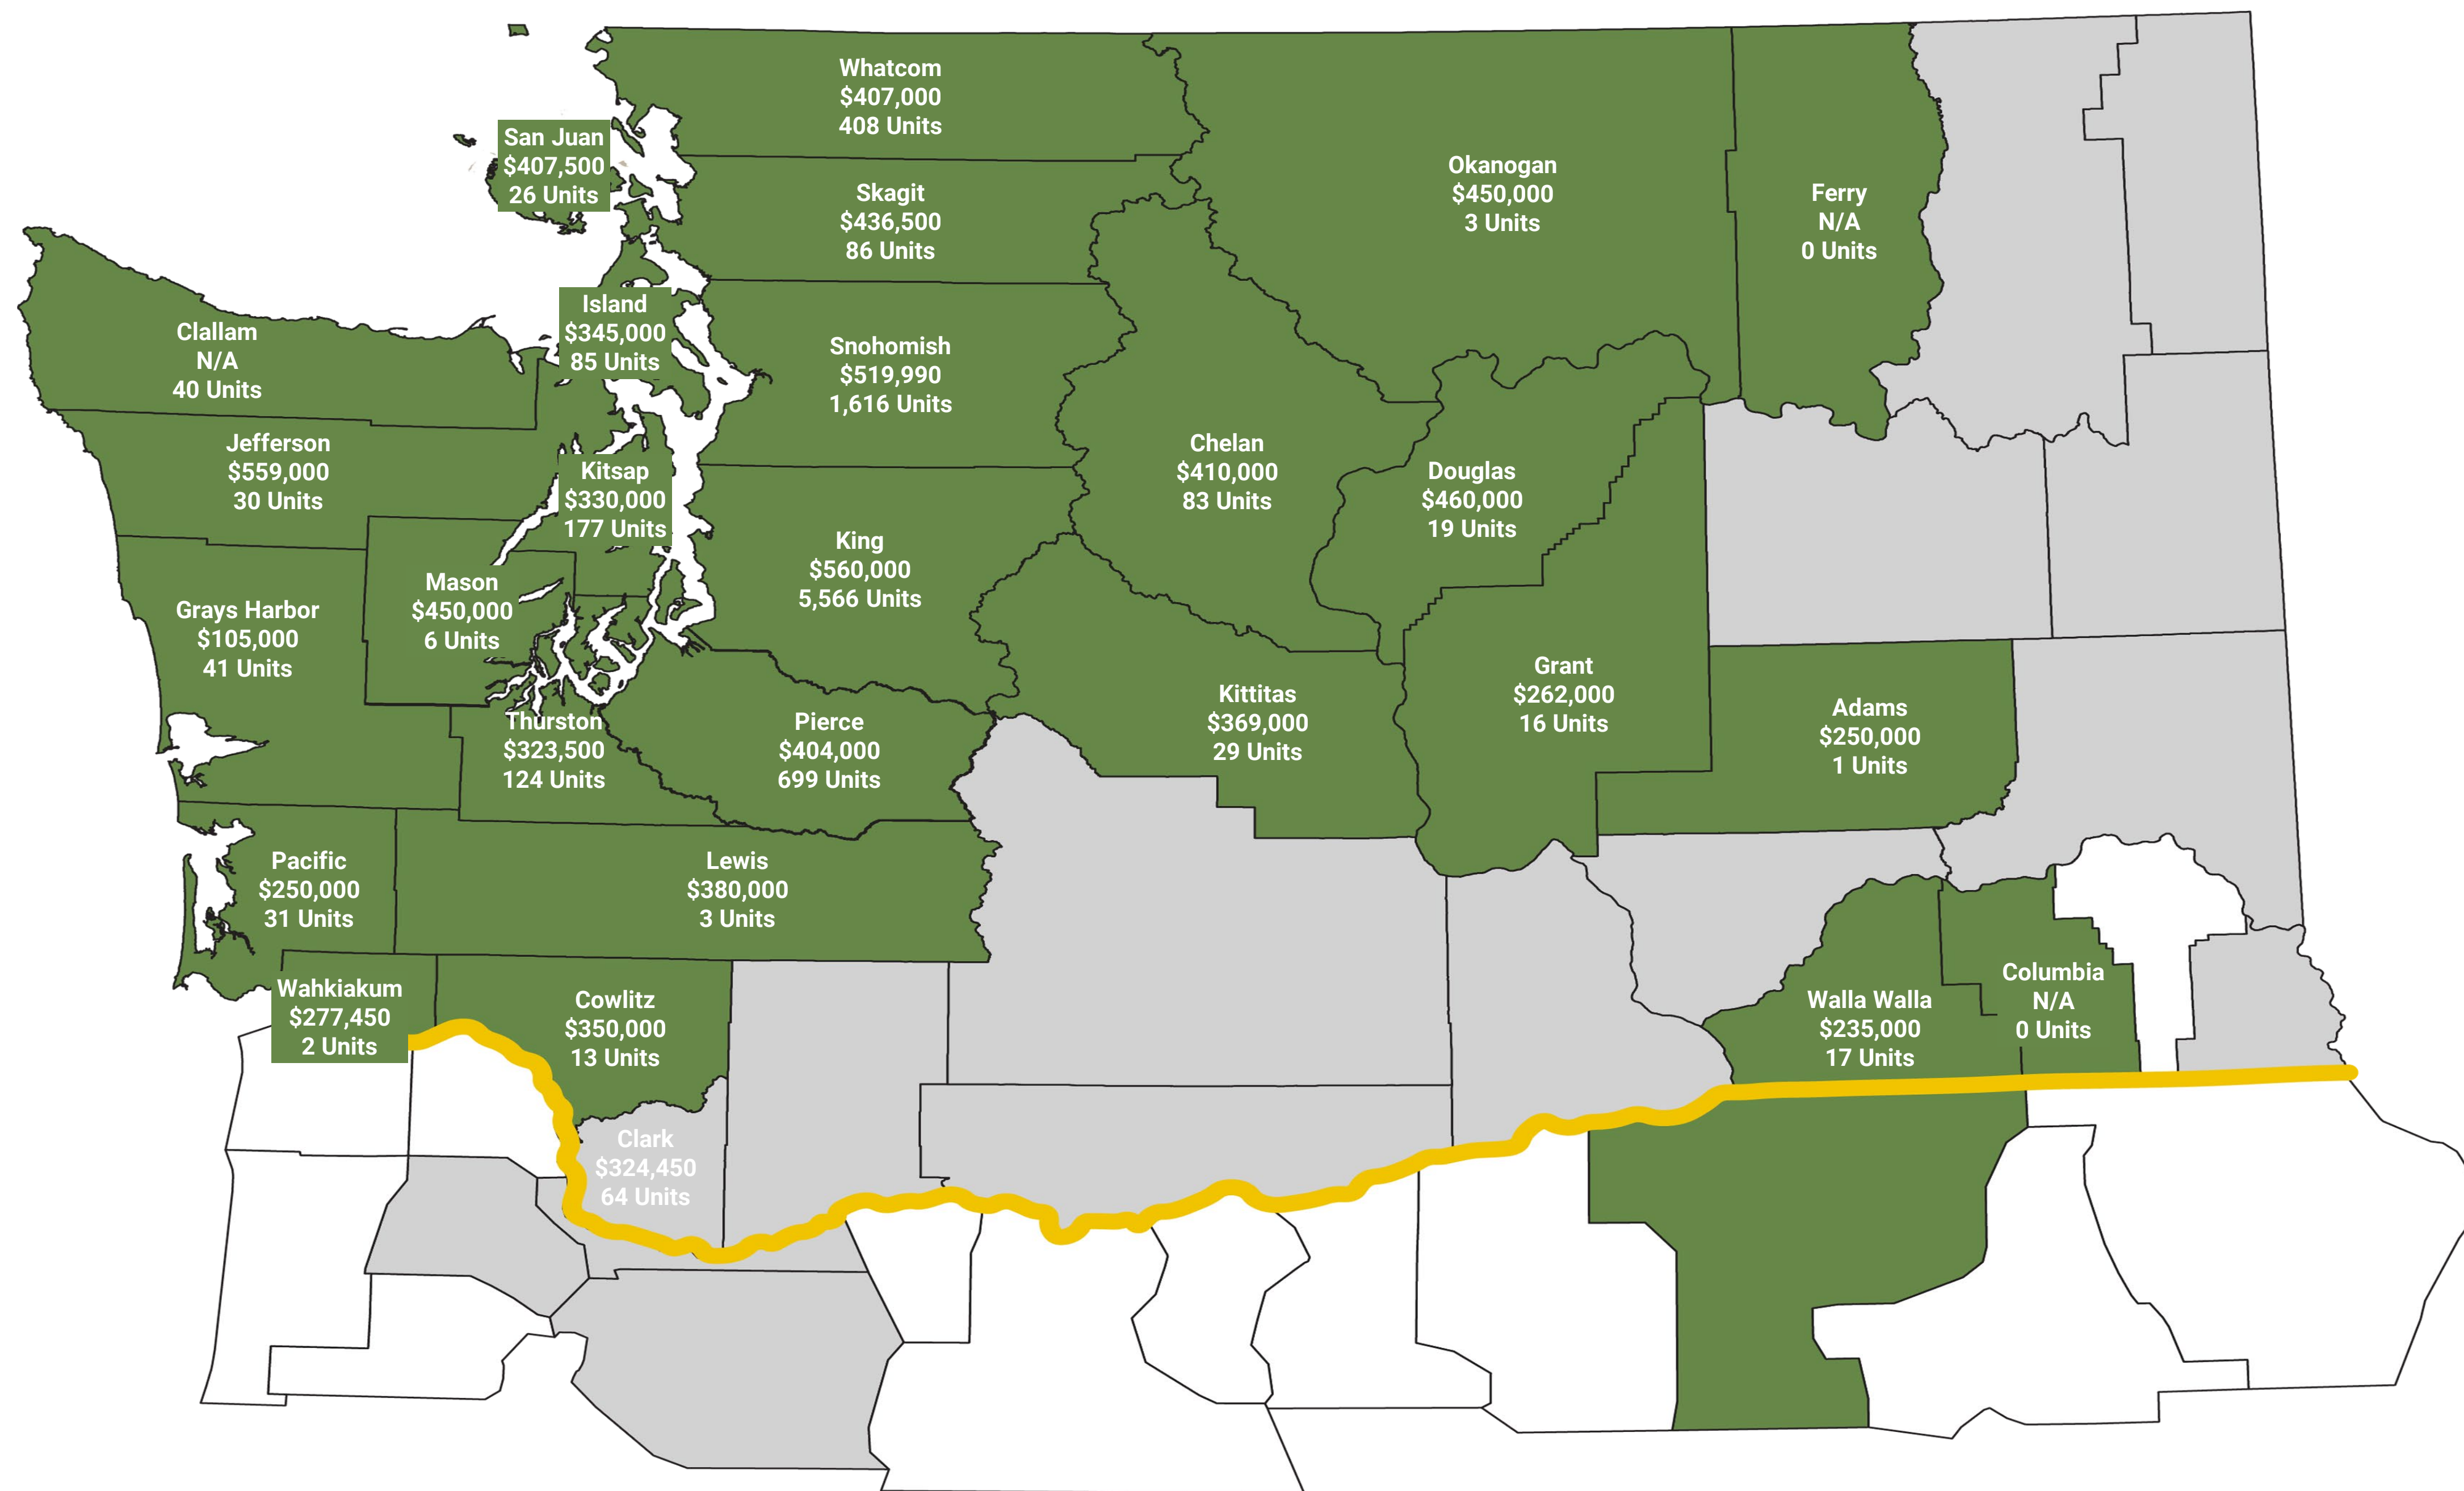 Whatcom
$407,000
408 Units
San Juan
$407,500
26 Units
Skagit
$436,500
86 Units
Okanogan
$450,000
3 Units
Ferry
N/A
0 Units
Island
$345,000
85 Units
Clallam
N/A
40 Units
Snohomish
$519,990
1,616 Units
Jefferson
$559,000
30 Units
Kitsap
$330,000
177 Units
Chelan
$410,000
83 Units
Douglas
$460,000
19 Units
King
$560,000
5,566 Units
Mason
$450,000
6 Units
Grays Harbor
$105,000
41 Units
Grant
$262,000
16 Units
Kittitas
$369,000
29 Units
Adams
$250,000
1 Units
Thurston
$323,500
124 Units
Pierce
$404,000
699 Units
Pacific
$250,000
31 Units
Lewis
$380,000
3 Units
Wahkiakum
$277,450
2 Units
Cowlitz
$350,000
13 Units
Walla Walla
$235,000
17 Units
Columbia
N/A
0 Units
Clark
$324,450
64 Units